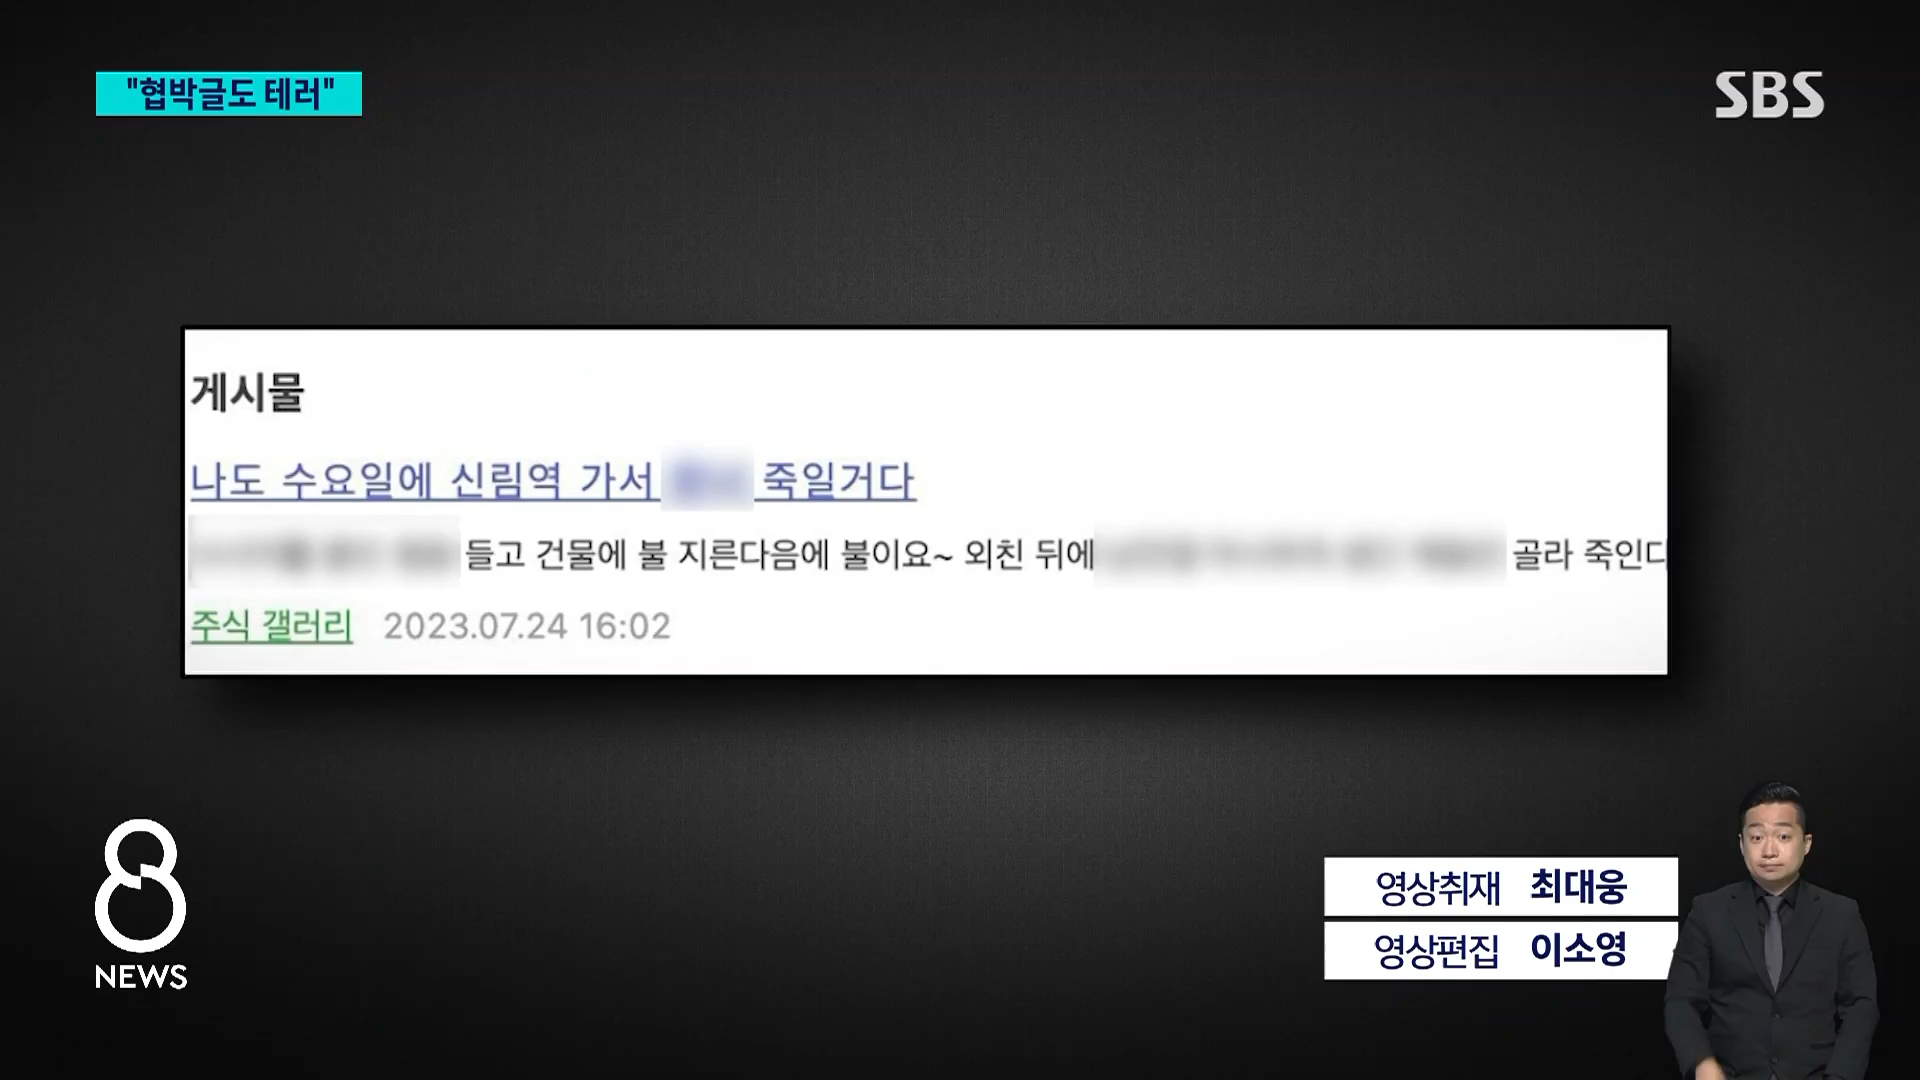 "협박글도 테러"
SBS
게시물
나도 수요일에 신림역 가서 죽일거다
들고 건물에 불 지른다음에 불이요~ 외친 뒤에 골라 죽인다
주식 갤러리 2023.07.24 16:02
8
NEWS
영상취재 최대웅
영상편집 이소영